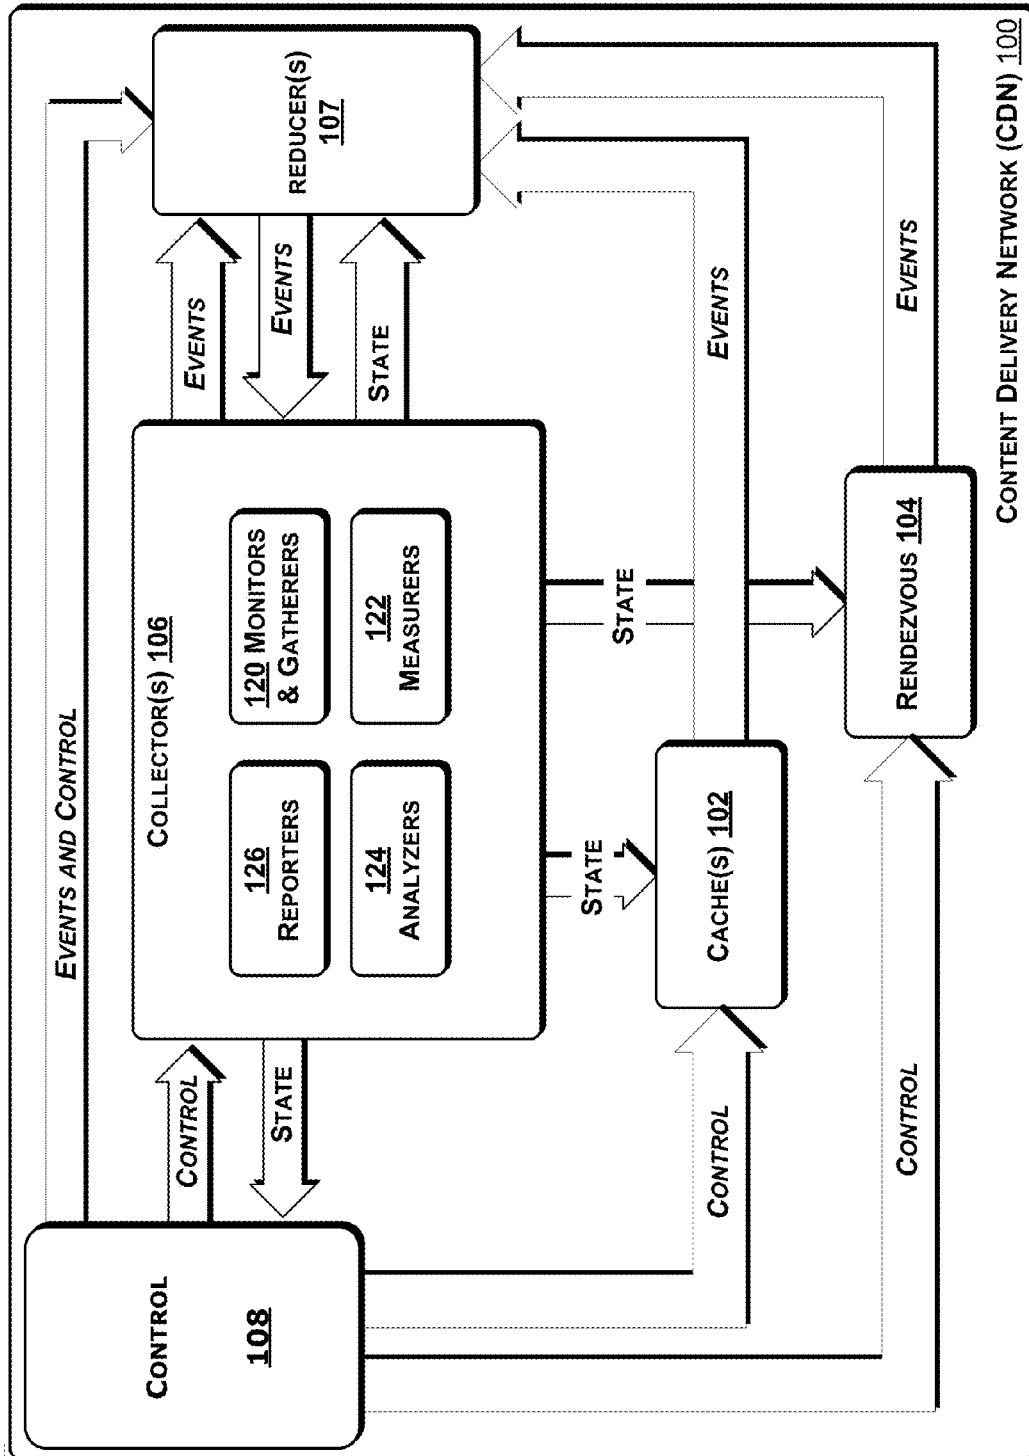 EVENTS AND CONTROL
CONTROL
108
CONTROL
STATE
COLLECTOR(S) 106
126
REPORTERS
120 MONITORS
& GATHERERS
124
ANALYZERS
122
MEASURERS
EVENTS
EVENTS
STATE
REDUCER(S)
107
STATE
STATE
CONTROL
CACHE(S) 102
EVENTS
CONTROL
RENDEZVOUS 104
EVENTS
CONTENT DELIVERY NETWORK (CDN) 100